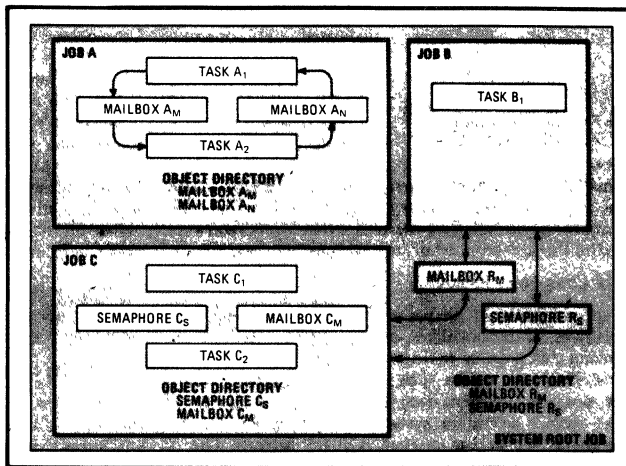 JOB A
TASK A₁
MAILBOX Aₘ
MAILBOX Aₙ
TASK A₂
OBJECT DIRECTORY
MAILBOX Aₘ
MAILBOX Aₙ
JOB B
TASK B₁
JOB C
TASK C₁
SEMAPHORE Cₛ
MAILBOX Cₘ
TASK C₂
OBJECT DIRECTORY
SEMAPHORE Cₛ
MAILBOX Cₘ
MAILBOX Rₘ
SEMAPHORE Rₛ
OBJECT DIRECTORY
MAILBOX Rₘ
SEMAPHORE Rₛ
SYSTEM ROOT JOB